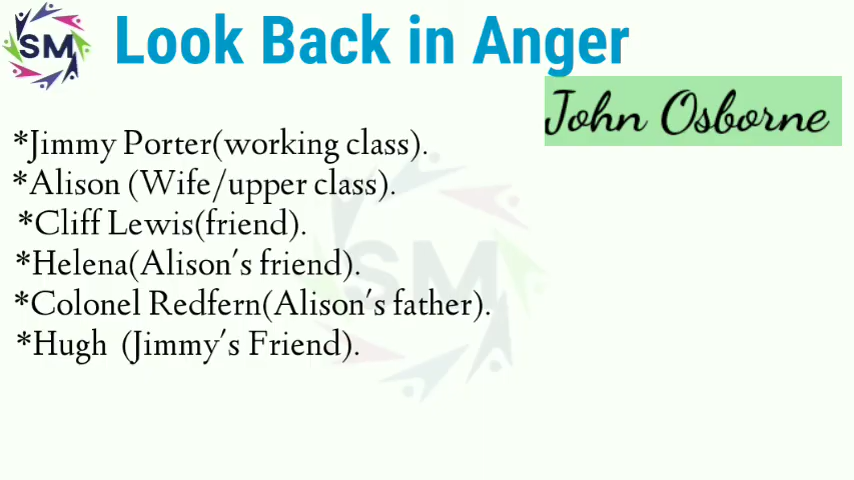 SM
Look Back in Anger
John Osborne
*Jimmy Porter(working class).
*Alison (Wife/upper class).
*Cliff Lewis(friend).
*Helena(Alison's friend).
*Colonel Redfern(Alison's father).
*Hugh (Jimmy's Friend).
SM